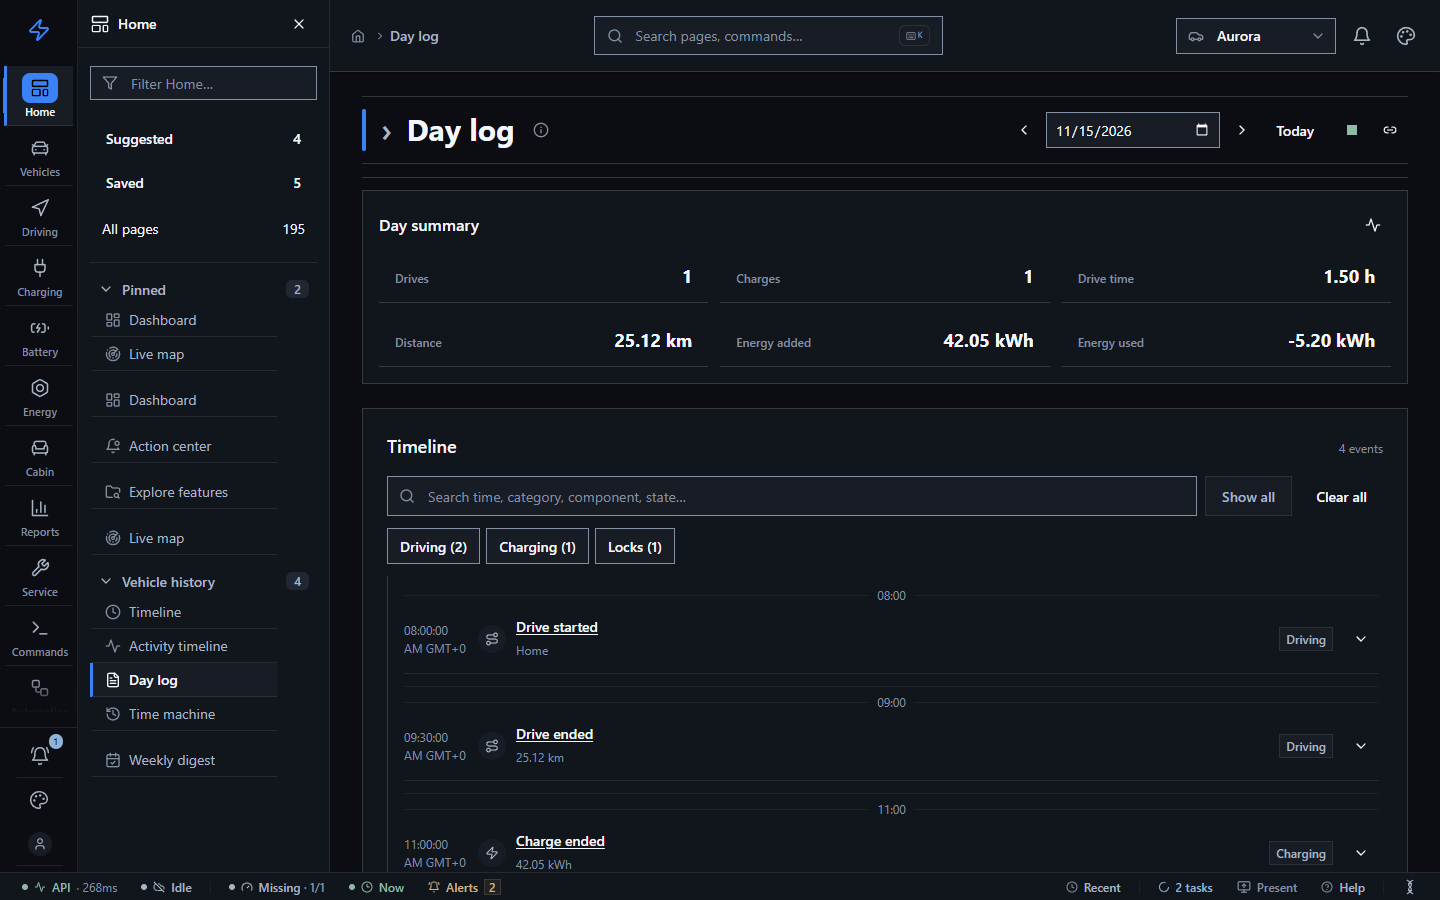 Home
Vehicles
Driving
Charging
Battery
Energy
Cabin
Reports
Service
Commands
1
Home
Filter Home...
Suggested 4
Saved 5
All pages 195
Pinned 2
Dashboard
Live map
Dashboard
Action center
Explore features
Live map
Vehicle history 4
Timeline
Activity timeline
Day log
Time machine
Weekly digest
Day log
Search pages, commands...
K
Aurora
Day log
11/15/2026
Today
Day summary
Drives 1
Charges 1
Drive time 1.50 h
Distance 25.12 km
Energy added 42.05 kWh
Energy used -5.20 kWh
Timeline
4 events
Search time, category, component, state...
Show all
Clear all
Driving (2)
Charging (1)
Locks (1)
08:00
08:00:00
AM GMT+0
Drive started
Home
Driving
09:00
09:30:00
AM GMT+0
Drive ended
25.12 km
Driving
11:00
11:00:00
AM GMT+0
Charge ended
42.05 kWh
Charging
API · 268ms
Idle
Missing · 1/1
Now
Alerts 2
Recent
2 tasks
Present
Help